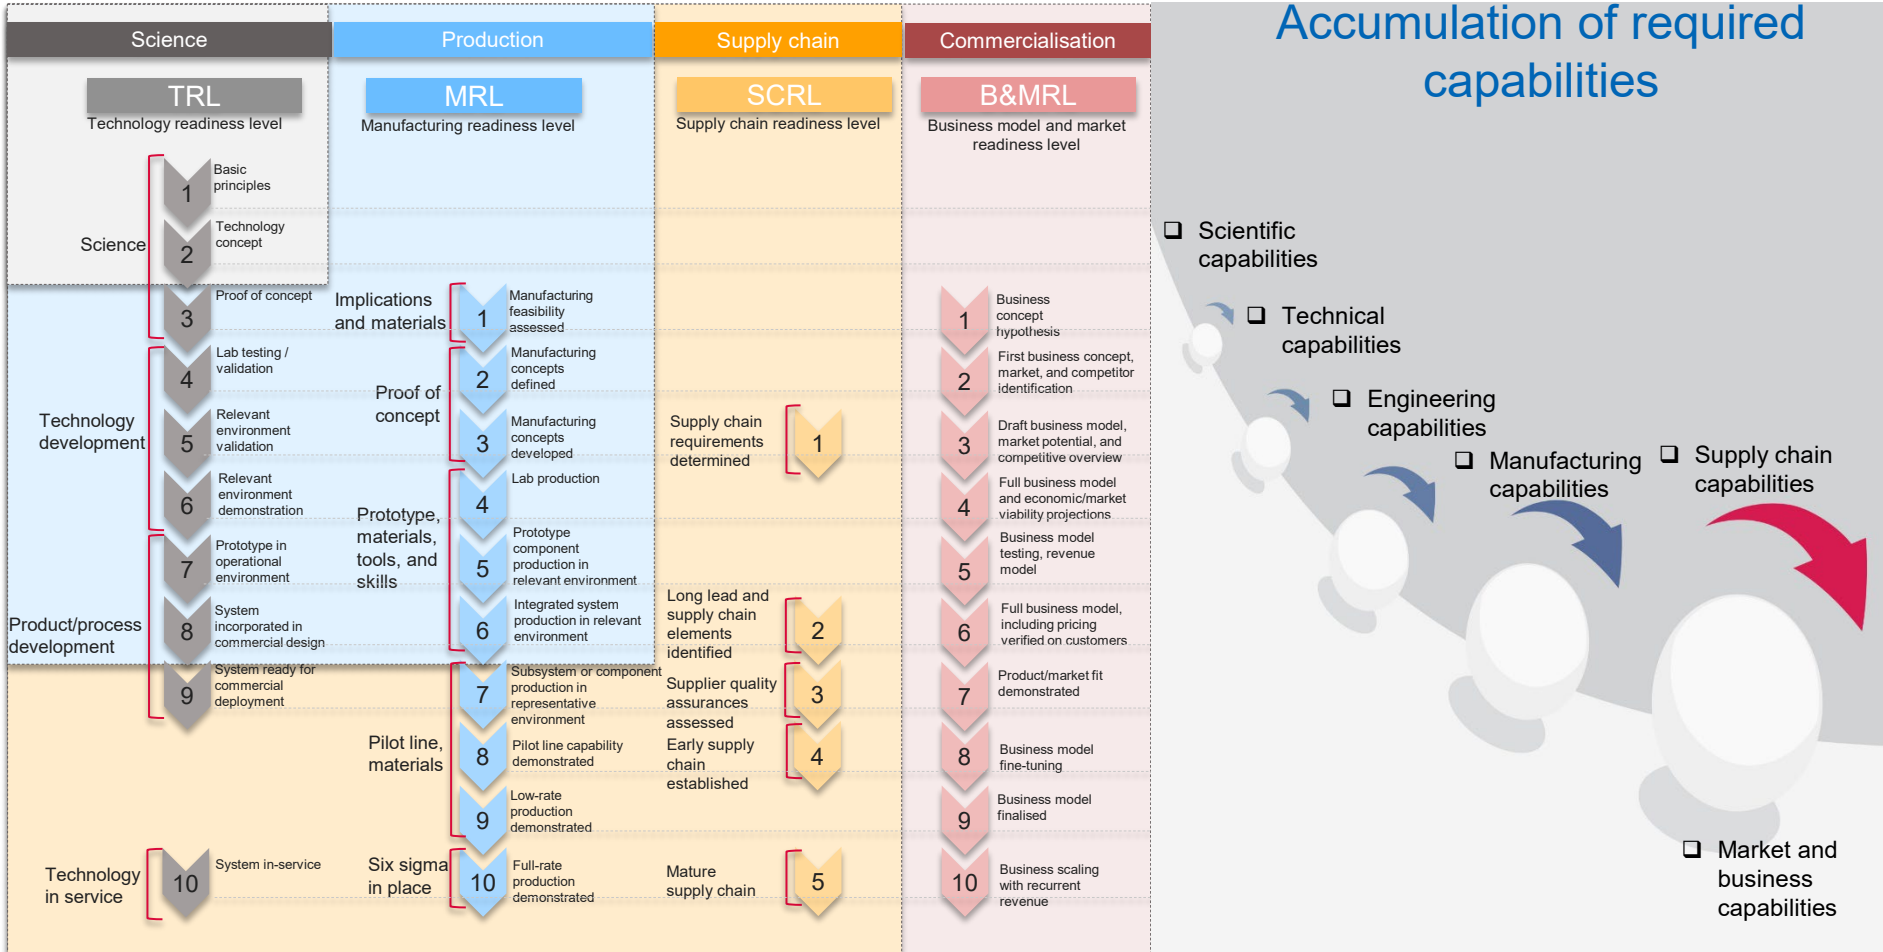 Science
Production
Supply chain
Commercialisation
Accumulation of required
capabilities
TRL
Technology readiness level
MRL
Manufacturing readiness level
SCRL
Supply chain readiness level
B&MRL
Business model and market
readiness level
Science
1
Basic
principles
2
Technology
concept
3
Proof of concept
Technology
development
4
Lab testing /
validation
5
Relevant
environment
validation
6
Relevant
environment
demonstration
Product/process
development
7
Prototype in
operational
environment
8
System
incorporated in
commercial design
9
System ready for
commercial
deployment
Technology
in service
10
System in-service
Implications
and materials
1
Manufacturing
feasibility
assessed
Proof of
concept
2
Manufacturing
concepts
defined
3
Manufacturing
concepts
developed
Prototype,
materials,
tools, and
skills
4
Lab production
5
Prototype
component
production in
relevant environment
6
Integrated system
production in relevant
environment
Pilot line,
materials
7
Subsystem or component
production in
representative
environment
8
Pilot line capability
demonstrated
9
Low-rate
production
demonstrated
Six sigma
in place
10
Full-rate
production
demonstrated
Supply chain
requirements
determined
1
Long lead and
supply chain
elements
identified
2
Supplier quality
assurances
assessed
3
Early supply
chain
established
4
Mature
supply chain
5
1
Business
concept
hypothesis
2
First business concept,
market, and competitor
identification
3
Draft business model,
market potential, and
competitive overview
4
Full business model
and economic/market
viability projections
5
Business model
testing, revenue
model
6
Full business model,
including pricing
verified on customers
7
Product/market fit
demonstrated
8
Business model
fine-tuning
9
Business model
finalised
10
Business scaling
with recurrent
revenue
❑ Scientific
capabilities
❑ Technical
capabilities
❑ Engineering
capabilities
❑ Manufacturing
capabilities
❑ Supply chain
capabilities
❑ Market and
business
capabilities